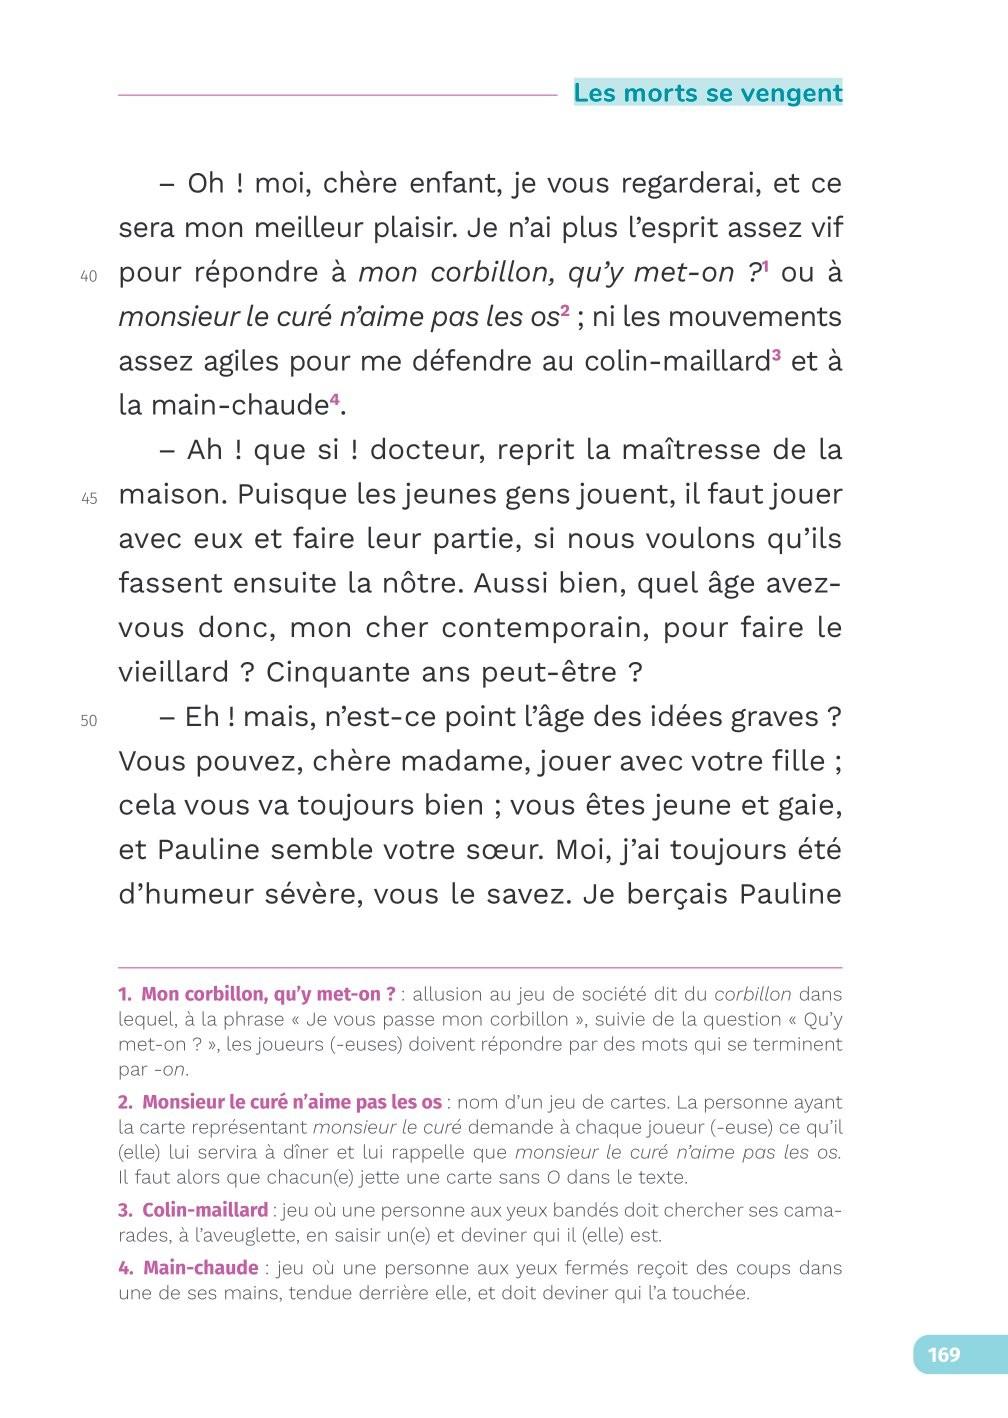 Les morts se vengent
– Oh ! moi, chère enfant, je vous regarderai, et ce
sera mon meilleur plaisir. Je n’ai plus l’esprit assez vif
40 pour répondre à mon corbillon, qu’y met-on ?1 ou à
monsieur le curé n’aime pas les os2 ; ni les mouvements
assez agiles pour me défendre au colin-maillard3 et à
la main-chaude4.
– Ah ! que si ! docteur, reprit la maîtresse de la
45 maison. Puisque les jeunes gens jouent, il faut jouer
avec eux et faire leur partie, si nous voulons qu’ils
fassent ensuite la nôtre. Aussi bien, quel âge avez-
vous donc, mon cher contemporain, pour faire le
vieillard ? Cinquante ans peut-être ?
50 – Eh ! mais, n’est-ce point l’âge des idées graves ?
Vous pouvez, chère madame, jouer avec votre fille ;
cela vous va toujours bien ; vous êtes jeune et gaie,
et Pauline semble votre sœur. Moi, j’ai toujours été
d’humeur sévère, vous le savez. Je berçais Pauline
1. Mon corbillon, qu’y met-on ? : allusion au jeu de société dit du corbillon dans
lequel, à la phrase « Je vous passe mon corbillon », suivie de la question « Qu’y
met-on ? », les joueurs (-euses) doivent répondre par des mots qui se terminent
par -on.
2. Monsieur le curé n’aime pas les os : nom d’un jeu de cartes. La personne ayant
la carte représentant monsieur le curé demande à chaque joueur (-euse) ce qu’il
(elle) lui servira à dîner et lui rappelle que monsieur le curé n’aime pas les os.
Il faut alors que chacun(e) jette une carte sans O dans le texte.
3. Colin-maillard : jeu où une personne aux yeux bandés doit chercher ses cama-
rades, à l’aveuglette, en saisir un(e) et deviner qui il (elle) est.
4. Main-chaude : jeu où une personne aux yeux fermés reçoit des coups dans
une de ses mains, tendue derrière elle, et doit deviner qui l’a touchée.
169